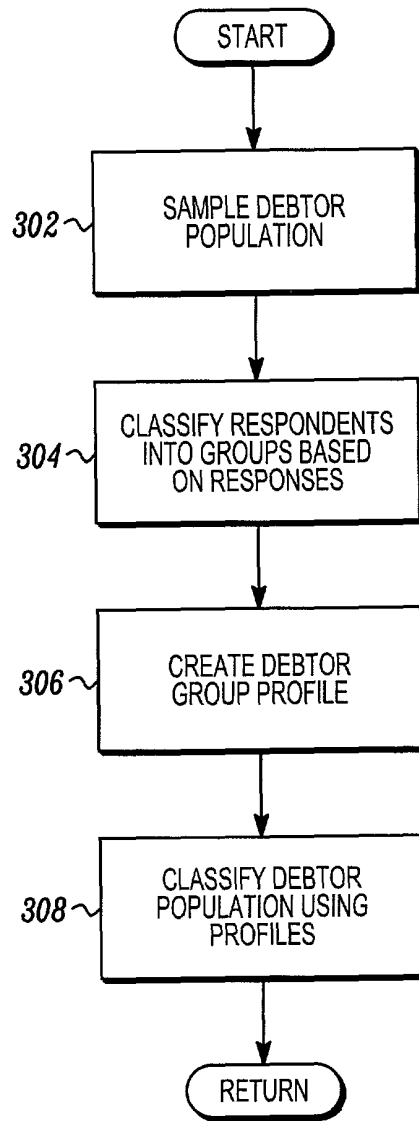 START
302
SAMPLE DEBTOR
POPULATION
304
CLASSIFY RESPONDENTS
INTO GROUPS BASED
ON RESPONSES
306
CREATE DEBTOR
GROUP PROFILE
308
CLASSIFY DEBTOR
POPULATION USING
PROFILES
RETURN